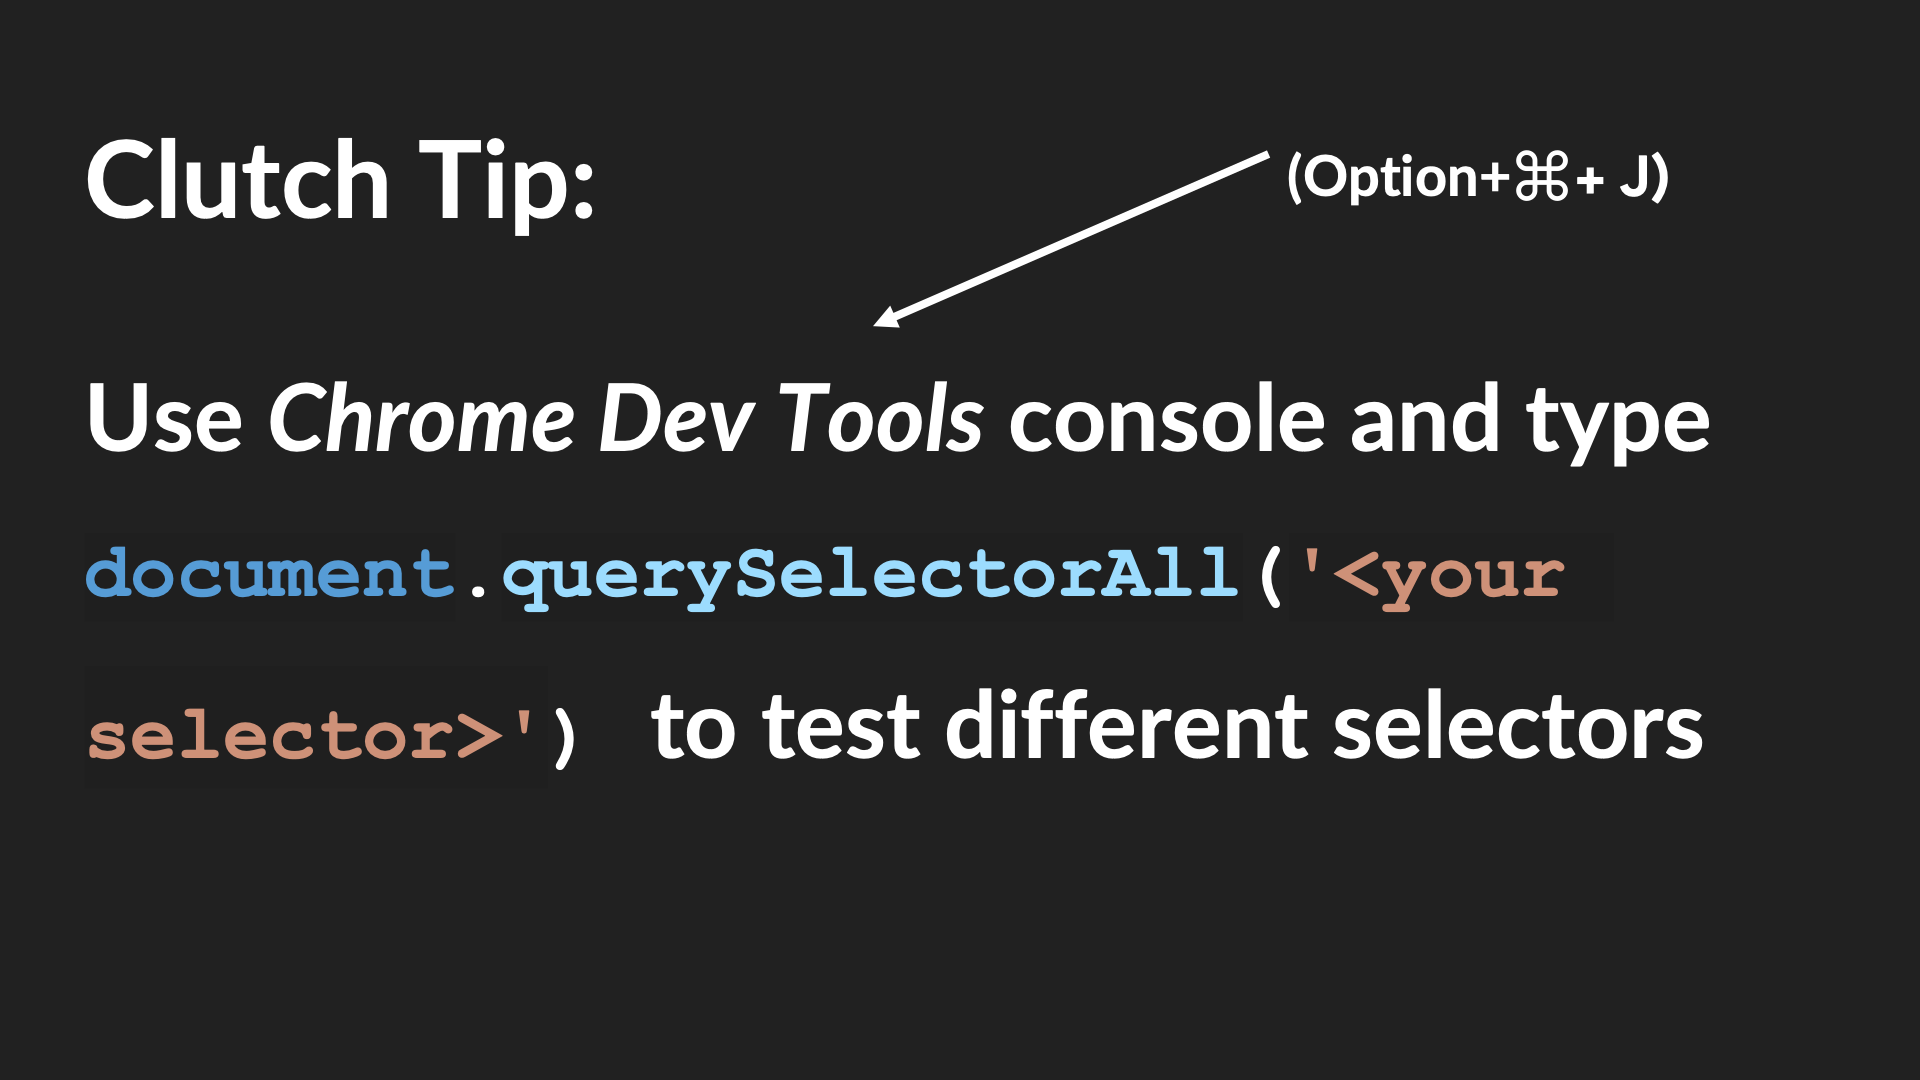 Clutch Tip:
(Option+⌘+ J)
Use Chrome Dev Tools console and type
document.querySelectorAll('<your
selector>') to test different selectors